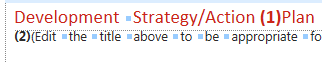 Development Strategy/Action (1)Plan
(2)(Edit the title above to be appropriate fo